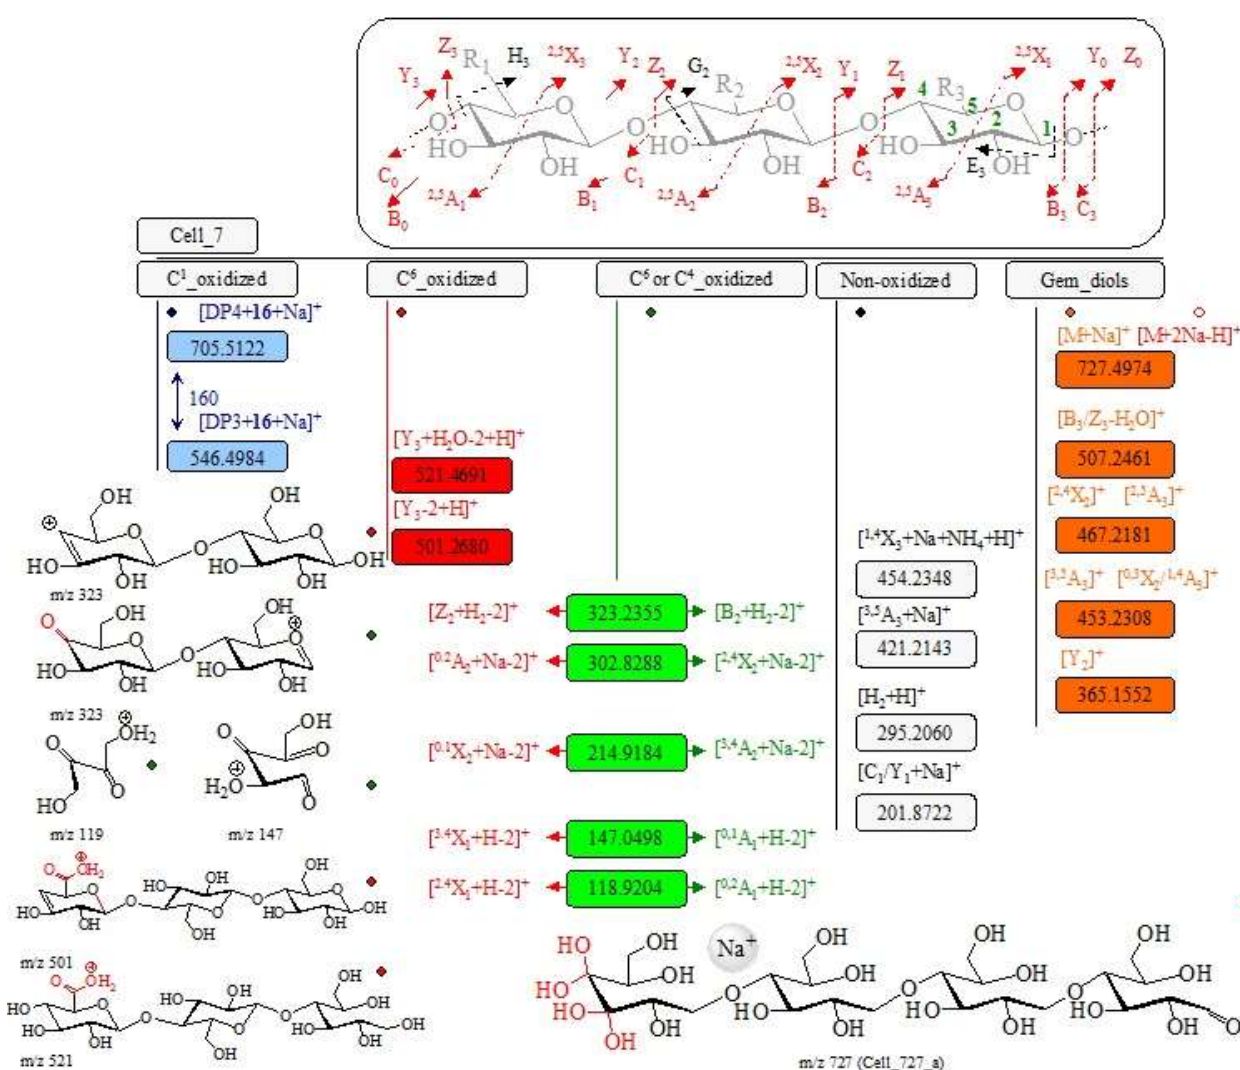 Z3 H3 2,5X3 Y2 Z2 G2 2,5X2 Y1 Z1 2,5X1 Y0 Z0
Y3 R1 R2 4 R3
O O O 5 O
O O O 3 2 1 O
HO OH HO OH HO OH
C0 C1 C2 E3
B0 2,5A1 B1 2,5A2 B2 2,5A3 B3 C3
Cell_7
C1_oxidized C6_oxidized C6 or C4_oxidized Non-oxidized Gem_diols
[DP4+16+Na]+
705.5122
160
[DP3+16+Na]+
546.4984
[Y3+H2O-2+H]+
521.4691
[Y3-2+H]+
501.2680
[Z2+H2-2]+ 323.2355 [B2+H2-2]+
[0,2A2+Na-2]+ 302.8288 [2,4X2+Na-2]+
[0,1X2+Na-2]+ 214.9184 [3,4A2+Na-2]+
[3,4X1+H-2]+ 147.0498 [0,1A1+H-2]+
[2,4X1+H-2]+ 118.9204 [0,2A1+H-2]+
[1,4X3+Na+NH4+H]+
454.2348
[3,5A3+Na]+
421.2143
[H2+H]+
295.2060
[C1/Y1+Na]+
201.8722
[M+Na]+ [M+2Na-H]+
727.4974
[B3/Z3-H2O]+
507.2461
[2,4X2]+ [2,5A3]+
467.2181
[3,5A3]+ [0,3X2/1,4A3]+
453.2308
[Y2]+
365.1552
OH OH
O O O OH
HO OH HO OH
m/z 323
O OH OH
O O O
HO OH HO OH
m/z 323
OH2 OH
O O O O
HO H2O O
m/z 119 m/z 147
O OH2 HO OH OH
O O O O O OH
HO OH OH HO OH
m/z 501
O OH2 HO OH HO
HO O O O O OH
HO OH OH HO OH OH
m/z 521
HO OH Na+ OH OH OH
HO OH O OH O OH O OH
HO HO OH HO OH HO OH HO OH O
OH
m/z 727 (Cell_727_a)